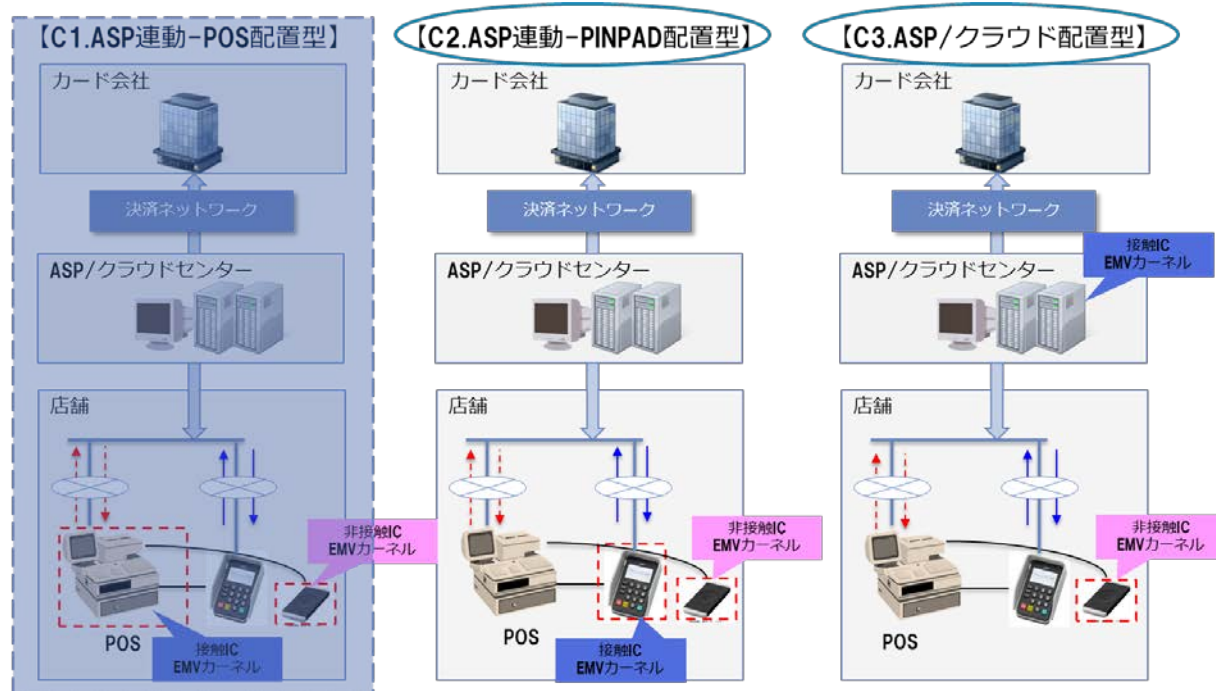 【C1.ASP連動-POS配置型】
カード会社
決済ネットワーク
ASP/クラウドセンター
店舗
非接触IC
EMVカーネル
POS
接触IC
EMVカーネル
【C2.ASP連動-PINPAD配置型】
カード会社
決済ネットワーク
ASP/クラウドセンター
店舗
非接触IC
EMVカーネル
POS
接触IC
EMVカーネル
【C3.ASP/クラウド配置型】
カード会社
決済ネットワーク
接触IC
EMVカーネル
ASP/クラウドセンター
店舗
非接触IC
EMVカーネル
POS